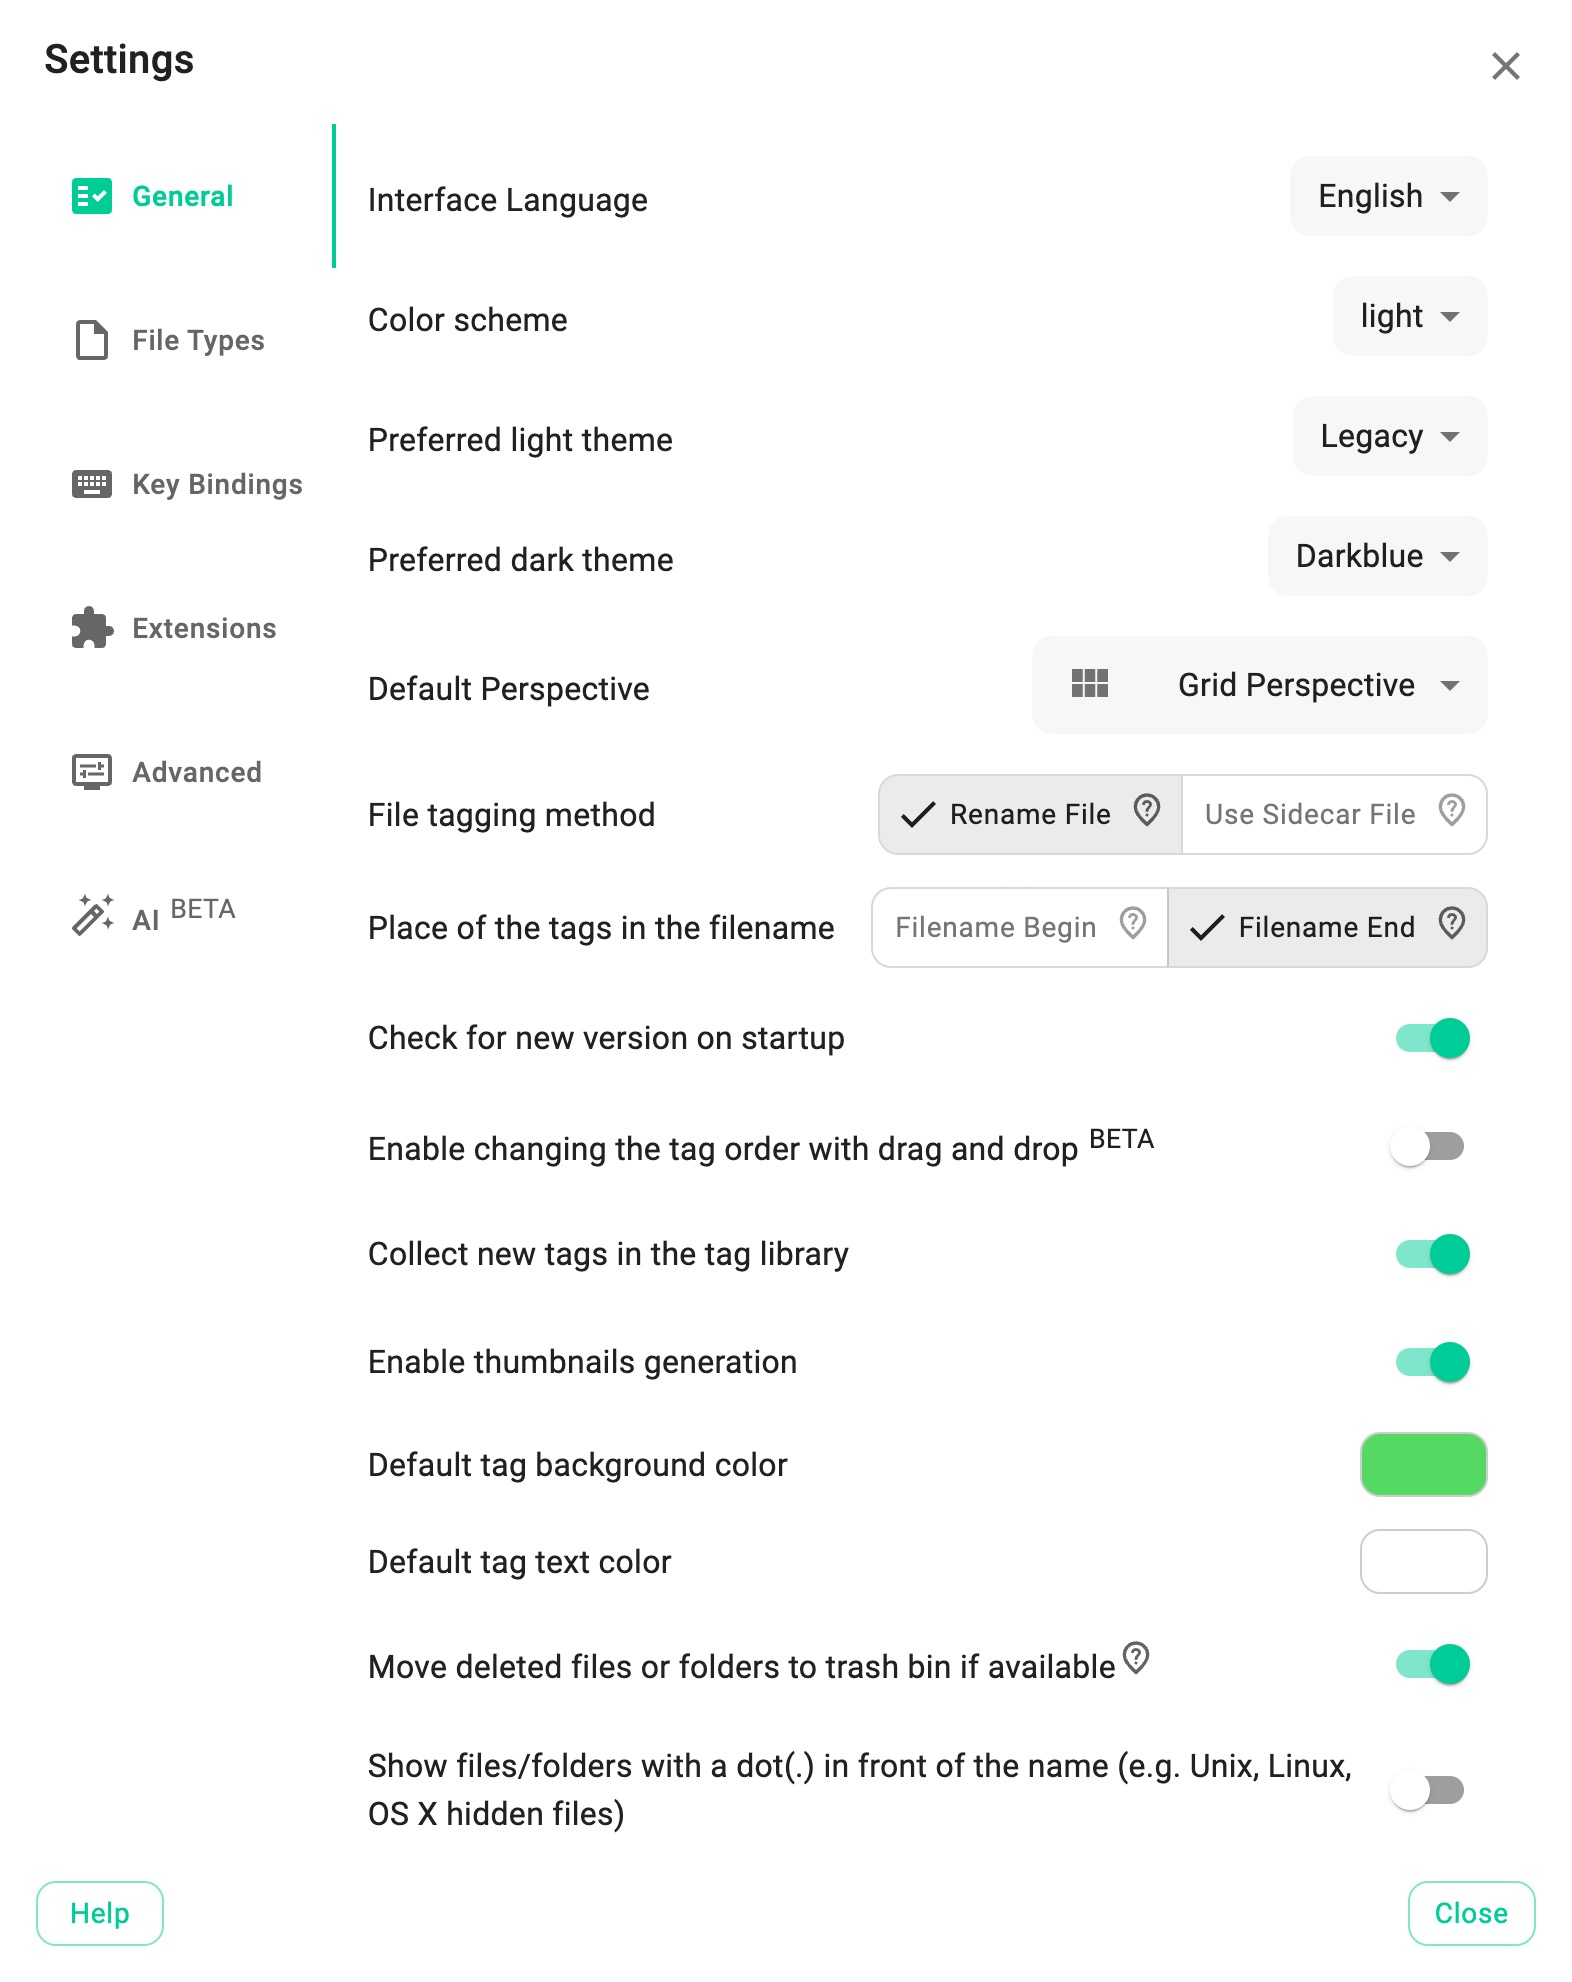 Settings
General
File Types
Key Bindings
Extensions
Advanced
AI BETA
Interface Language English
Color scheme light
Preferred light theme Legacy
Preferred dark theme Darkblue
Default Perspective Grid Perspective
File tagging method Rename File Use Sidecar File
Place of the tags in the filename Filename Begin Filename End
Check for new version on startup
Enable changing the tag order with drag and drop BETA
Collect new tags in the tag library
Enable thumbnails generation
Default tag background color
Default tag text color
Move deleted files or folders to trash bin if available
Show files/folders with a dot(.) in front of the name (e.g. Unix, Linux,
OS X hidden files)
Help Close